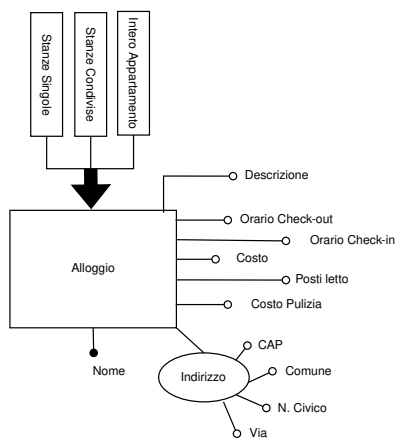 Stanze Singole
Stanze Condivise
Intero Appartamento
Descrizione
Orario Check-out
Orario Check-in
Alloggio
Costo
Posti letto
Costo Pulizia
Nome
CAP
Comune
Indirizzo
N. Civico
Via